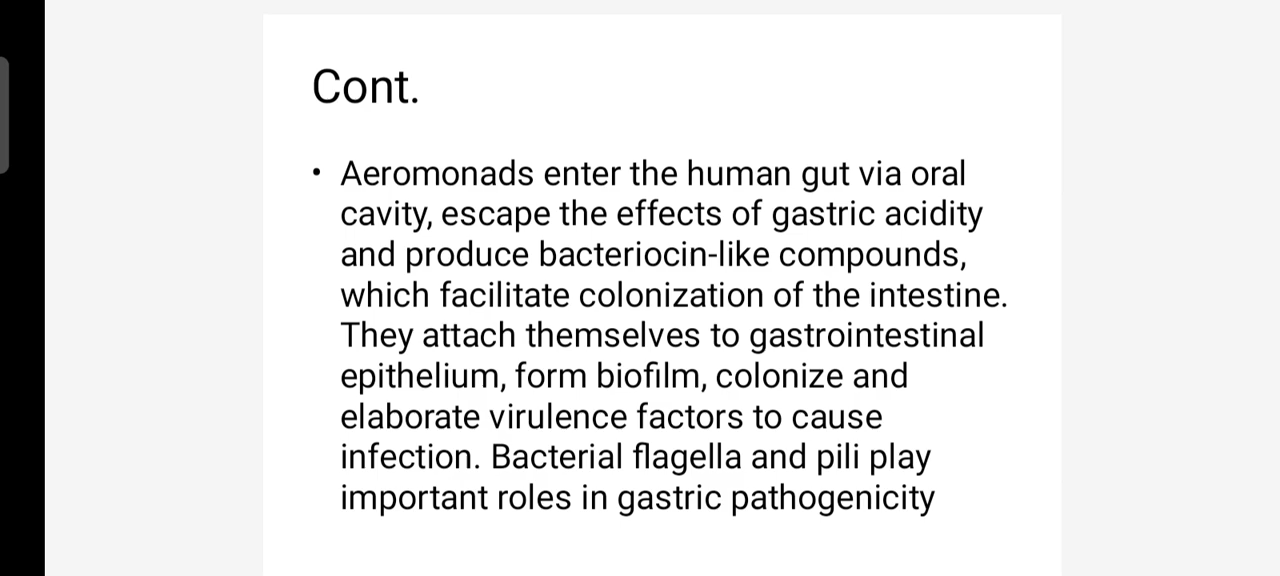 Cont.
• Aeromonads enter the human gut via oral
cavity, escape the effects of gastric acidity
and produce bacteriocin-like compounds,
which facilitate colonization of the intestine.
They attach themselves to gastrointestinal
epithelium, form biofilm, colonize and
elaborate virulence factors to cause
infection. Bacterial flagella and pili play
important roles in gastric pathogenicity